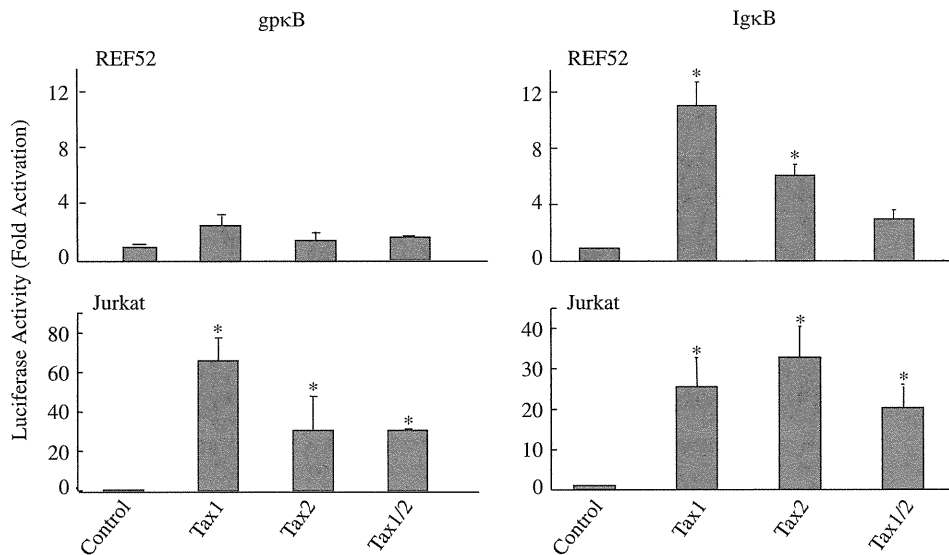 gpκB
IgκB
Luciferase Activity (Fold Activation)
REF52
12
8
4
0
REF52
*
*
12
8
4
0
Jurkat
*
*
*
80
60
40
20
0
Jurkat
*
*
*
40
30
20
10
0
Control
Tax1
Tax2
Tax1/2
Control
Tax1
Tax2
Tax1/2